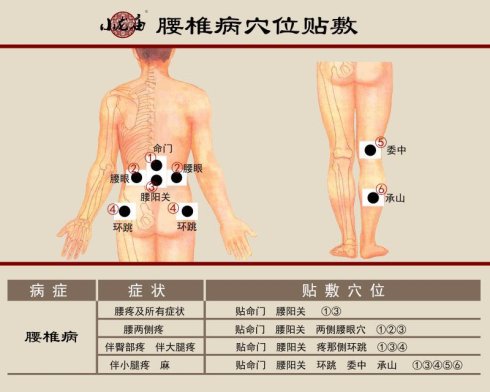 小老庙 腰椎病穴位贴敷
命门
①
② ②
腰眼 腰眼
③
腰阳关
④ ④
环跳 环跳
⑤
委中
⑥
承山
病症 症状 贴敷穴位
腰椎病
腰疼及所有症状 贴命门 腰阳关 ①③
腰两侧疼 贴命门 腰阳关 两侧腰眼穴 ①②③
伴臀部疼 伴大腿疼 贴命门 腰阳关 疼那侧环跳 ①③④
伴小腿疼 麻 贴命门 腰阳关 环跳 委中 承山 ①③④⑤⑥